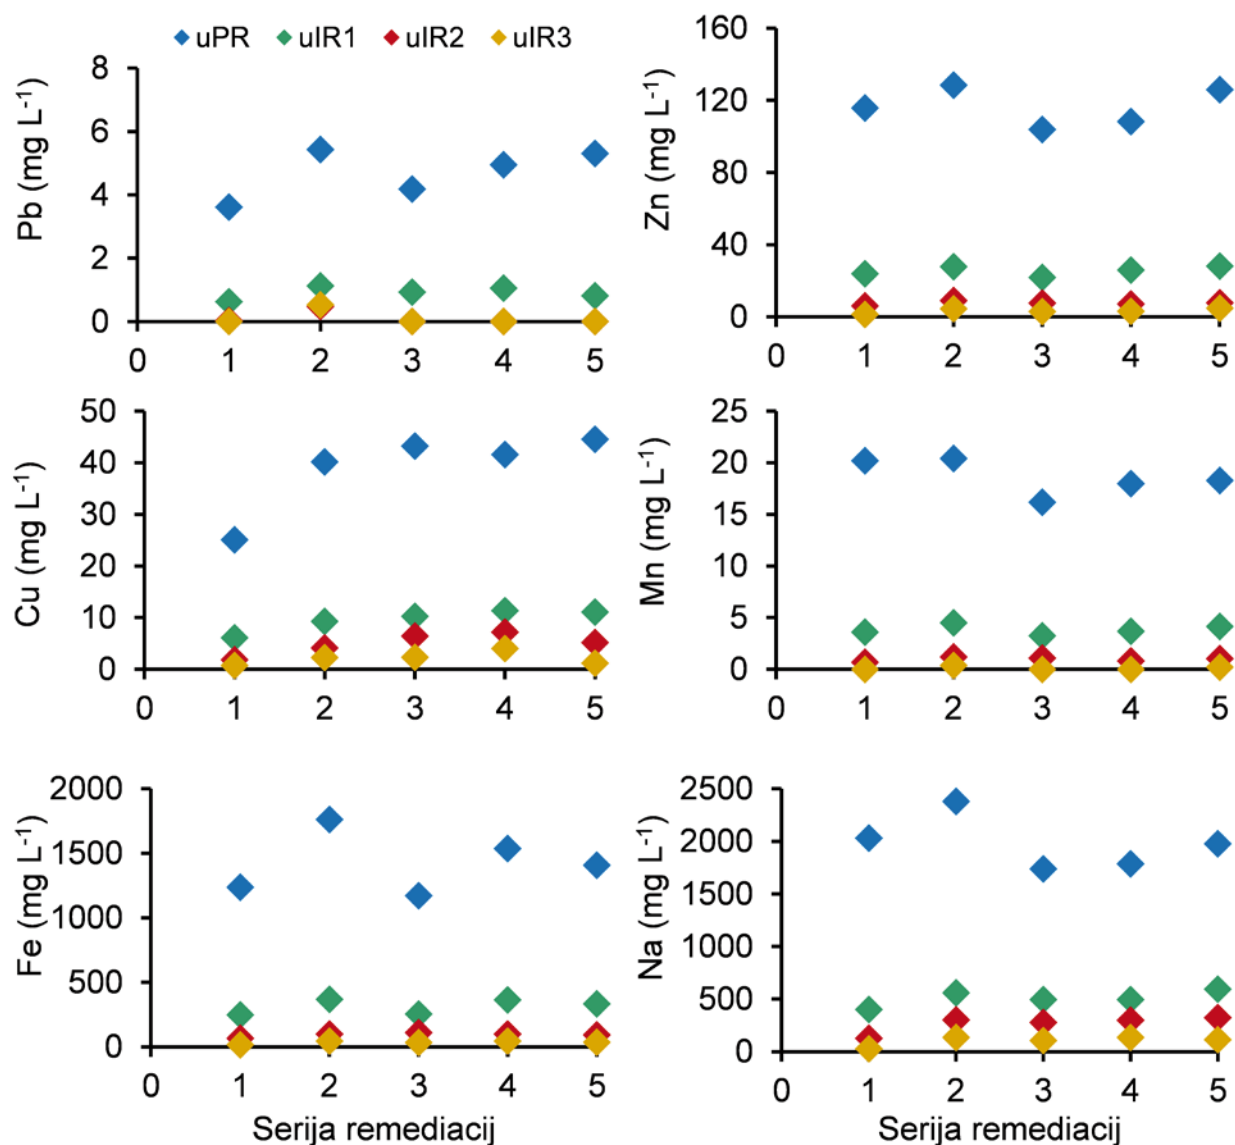 uPR uIR1 uIR2 uIR3
Pb (mg L⁻¹)
8
6
4
2
0
0 1 2 3 4 5
Zn (mg L⁻¹)
160
120
80
40
0
0 1 2 3 4 5
Cu (mg L⁻¹)
50
40
30
20
10
0
0 1 2 3 4 5
Mn (mg L⁻¹)
25
20
15
10
5
0
0 1 2 3 4 5
Fe (mg L⁻¹)
2000
1500
1000
500
0
0 1 2 3 4 5
Serija remediacij
Na (mg L⁻¹)
2500
2000
1500
1000
500
0
0 1 2 3 4 5
Serija remediacij